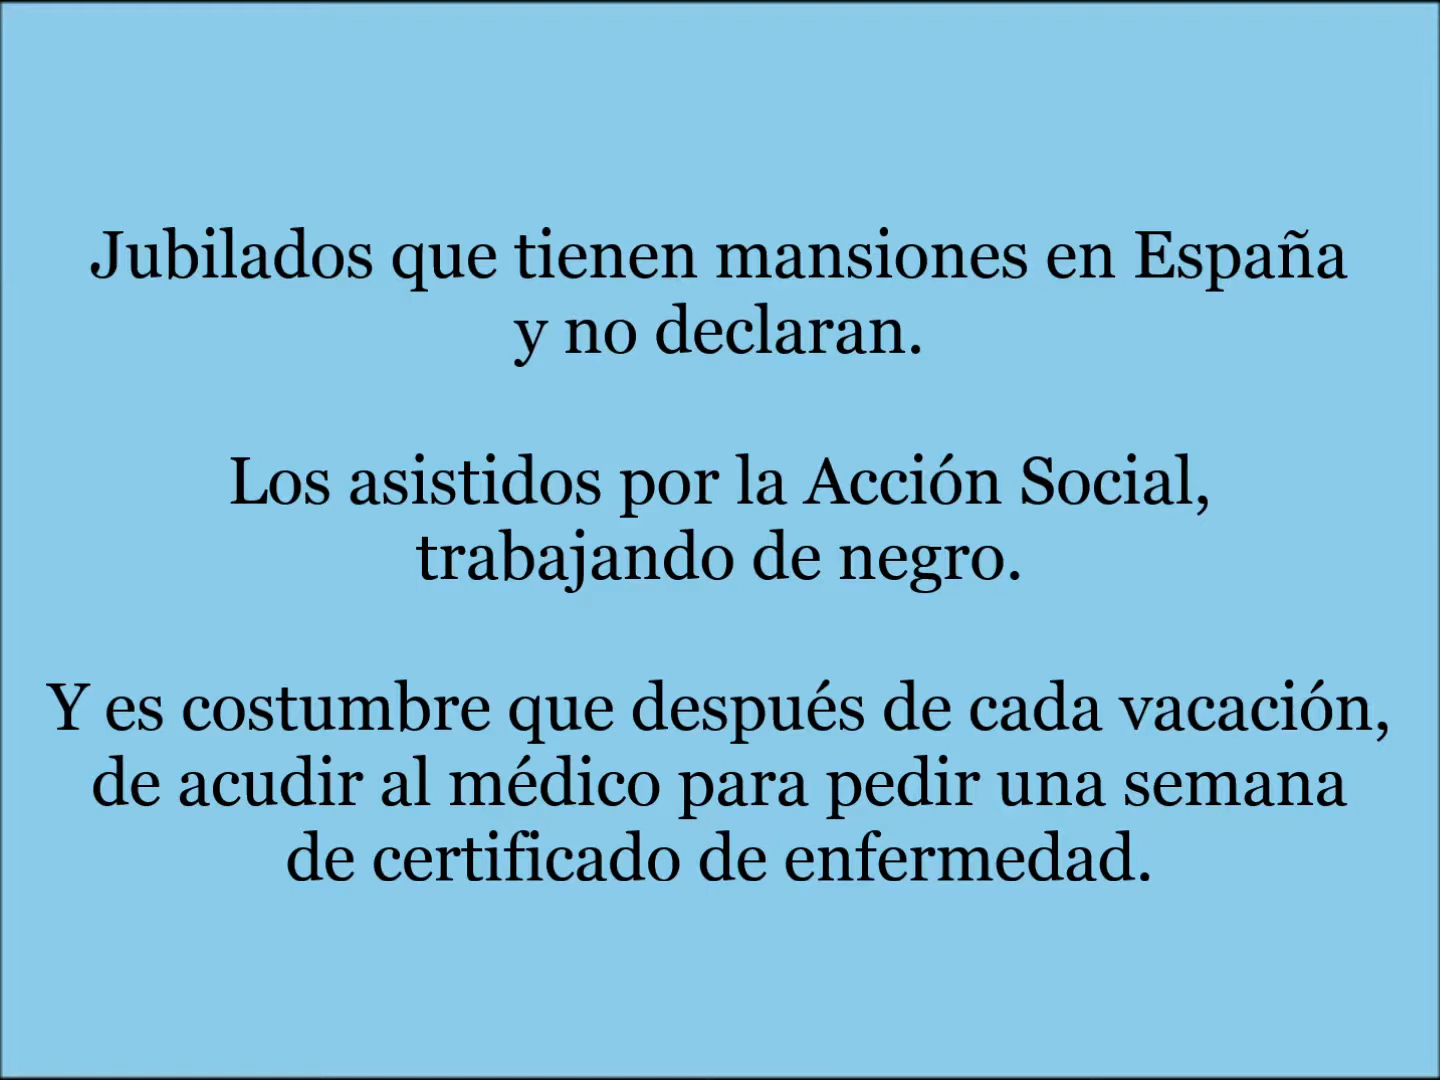 Jubilados que tienen mansiones en España
y no declaran.
Los asistidos por la Acción Social,
trabajando de negro.
Y es costumbre que después de cada vacación,
de acudir al médico para pedir una semana
de certificado de enfermedad.